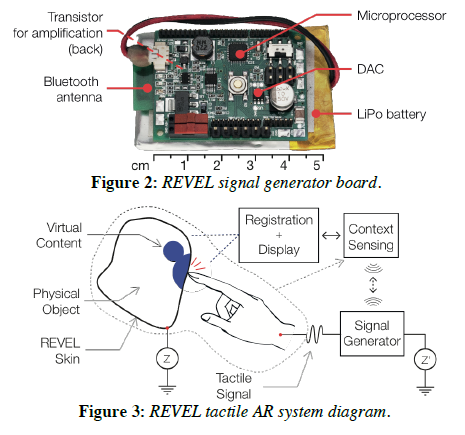 Transistor
for amplification
(back)
Microprocessor
Bluetooth
antenna
DAC
LiPo battery
cm 1 2 3 4 5
Figure 2: REVEL signal generator board.
Virtual
Content
Registration
+
Display
Context
Sensing
Physical
Object
REVEL
Skin
Z
Signal
Generator
Z'
Tactile
Signal
Figure 3: REVEL tactile AR system diagram.